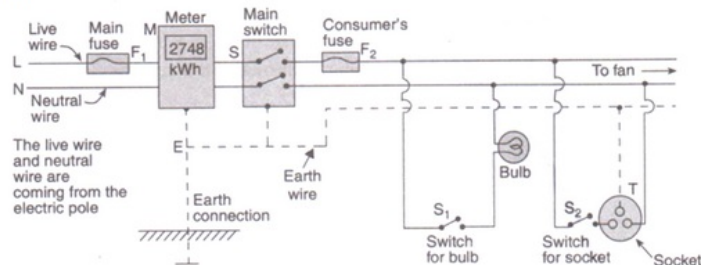 Live
wire
Main
fuse
F1
M
Meter
2748
kWh
Main
switch
S
Consumer's
fuse
F2
L
N
Neutral
wire
To fan
The live wire
and neutral
wire are
coming from the
electric pole
E
Earth
wire
Earth
connection
Bulb
S1
Switch
for bulb
S2
Switch
for socket
T
Socket